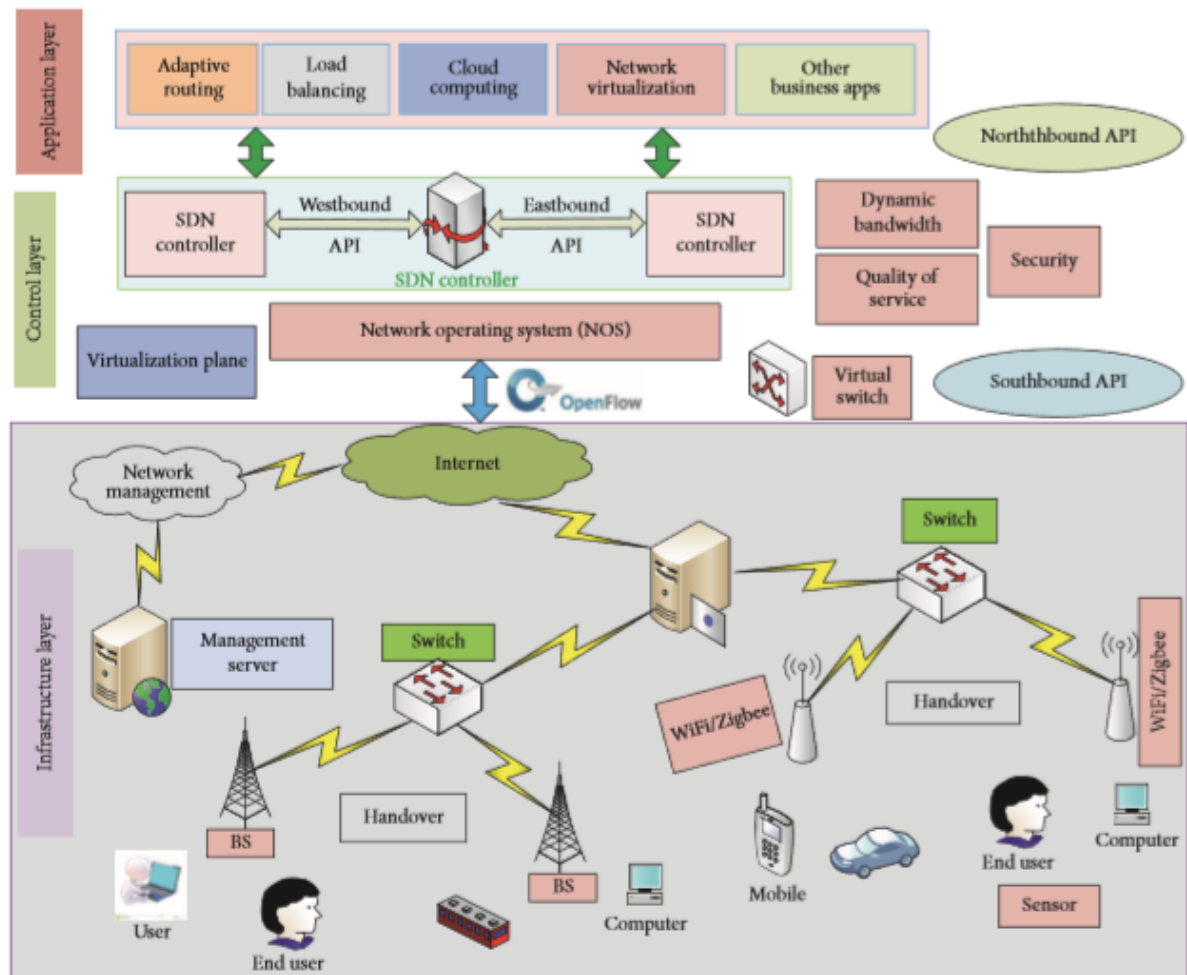 Application layer
Adaptive
routing
Load
balancing
Cloud
computing
Network
virtualization
Other
business apps
Norththbound API
Control layer
SDN
controller
Westbound
API
Eastbound
API
SDN
controller
SDN controller
Dynamic
bandwidth
Quality of
service
Security
Network operating system (NOS)
Virtualization plane
OpenFlow
Virtual
switch
Southbound API
Infrastructure layer
Network
management
Internet
Switch
Management
server
Switch
WiFi/Zigbee
Handover
WiFi/Zigbee
BS
Handover
BS
User
End user
Computer
Mobile
End user
Computer
Sensor